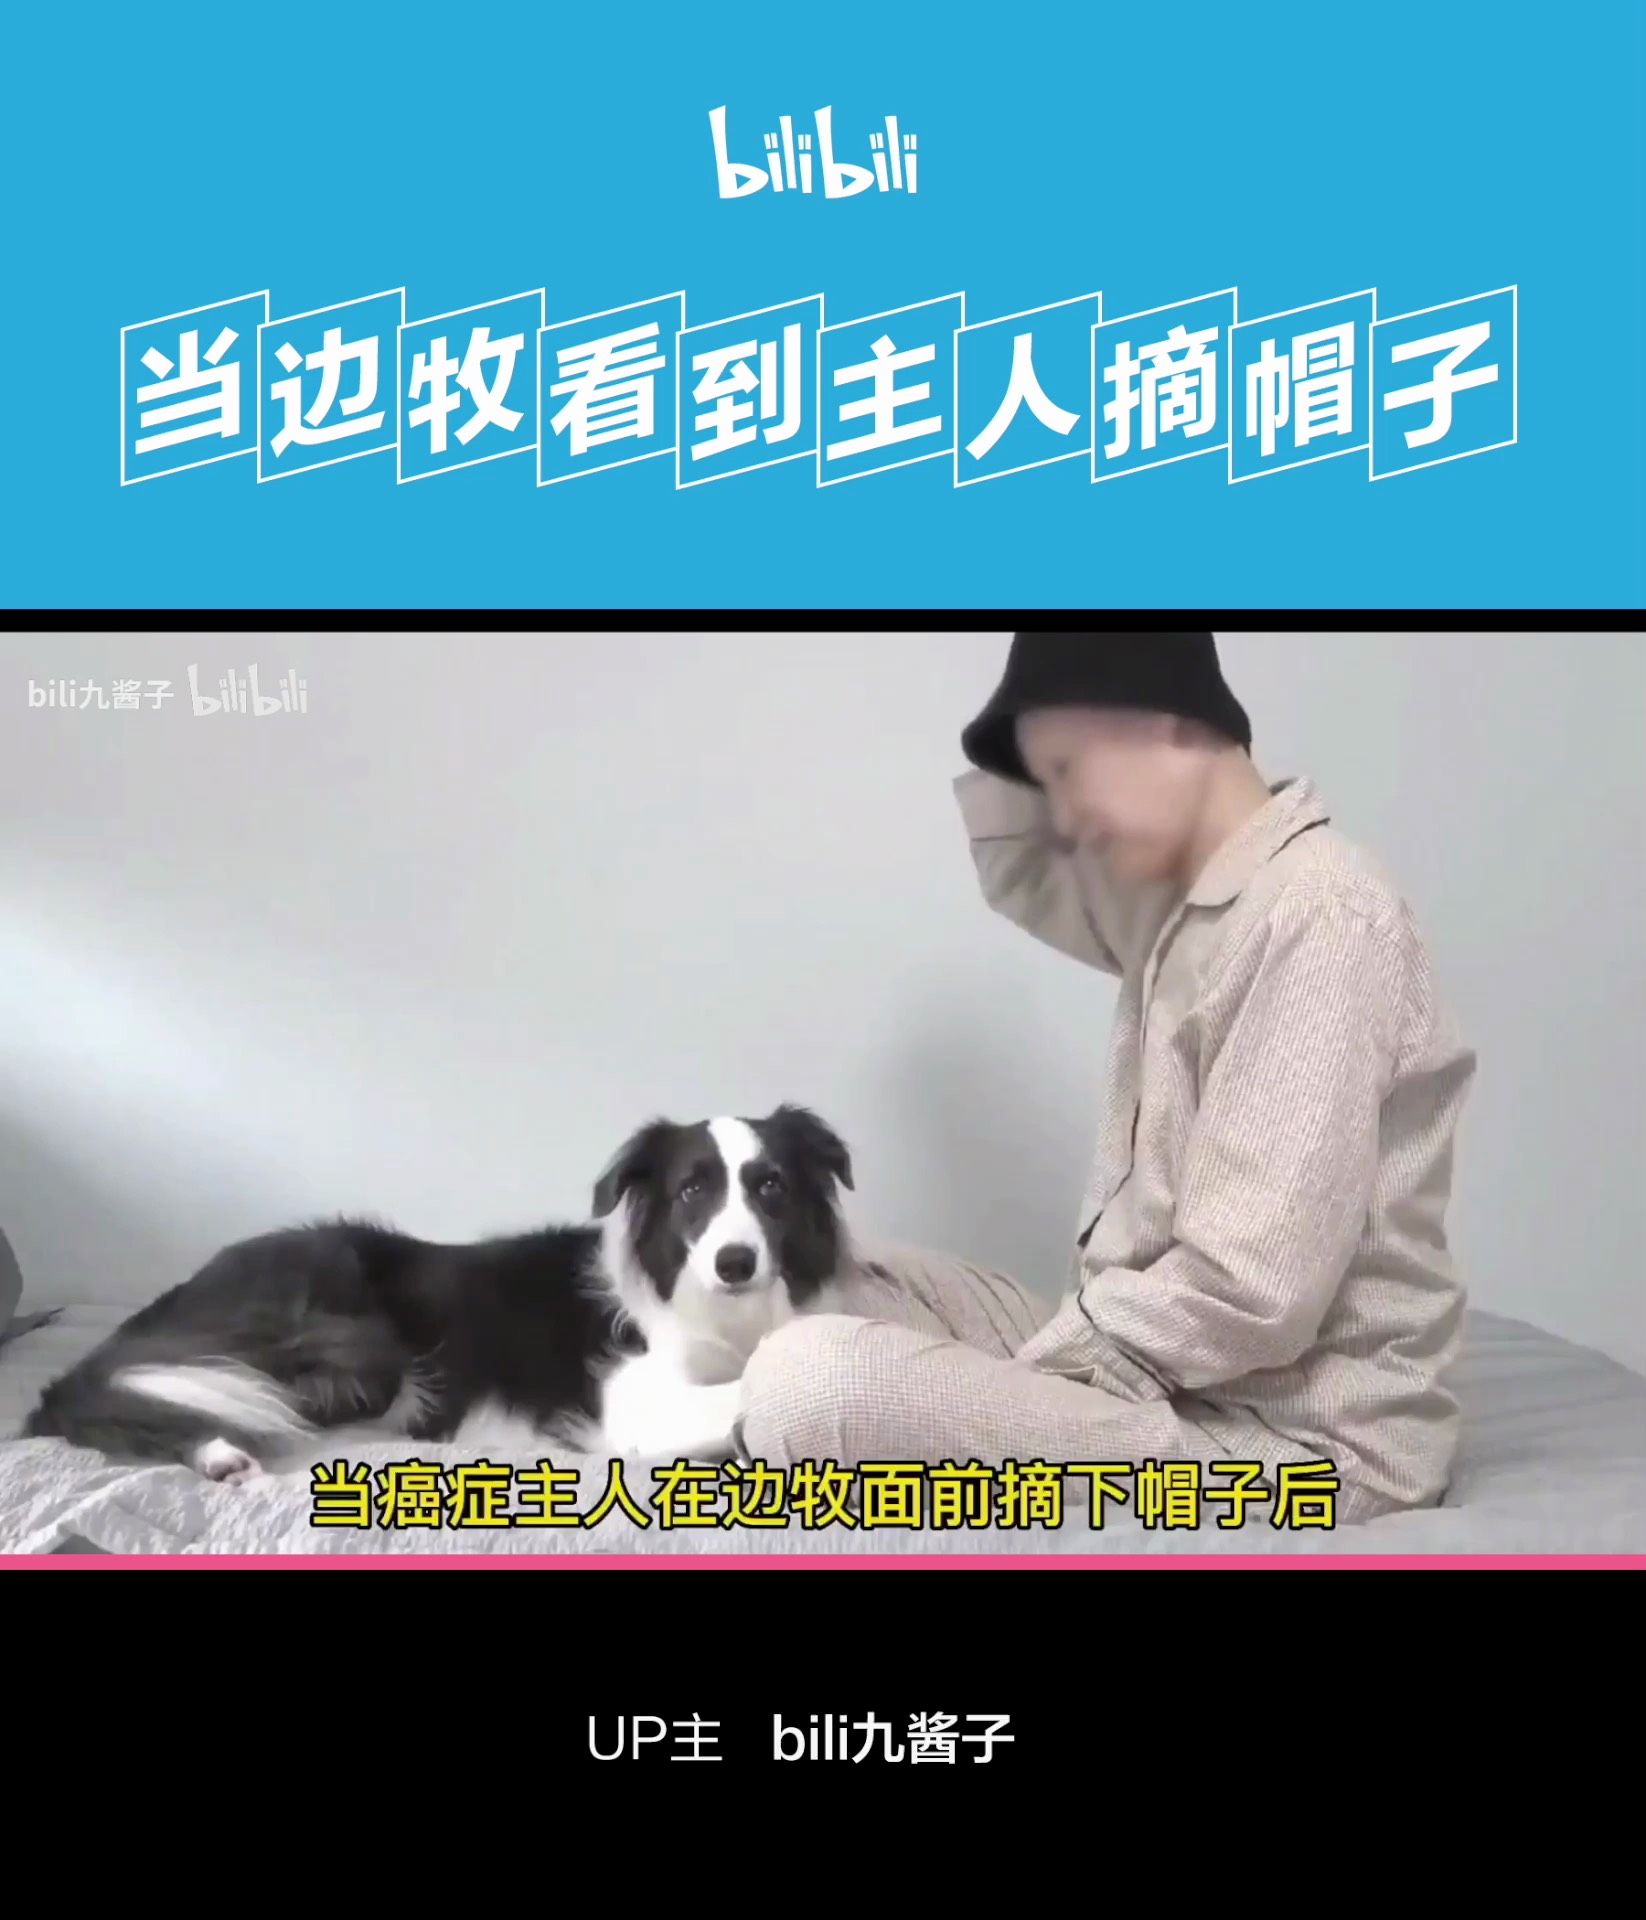 bilibili
当边牧看到主人摘帽子
bili九酱子 bilibili
当癌症主人在边牧面前摘下帽子后
UP主 bili九酱子